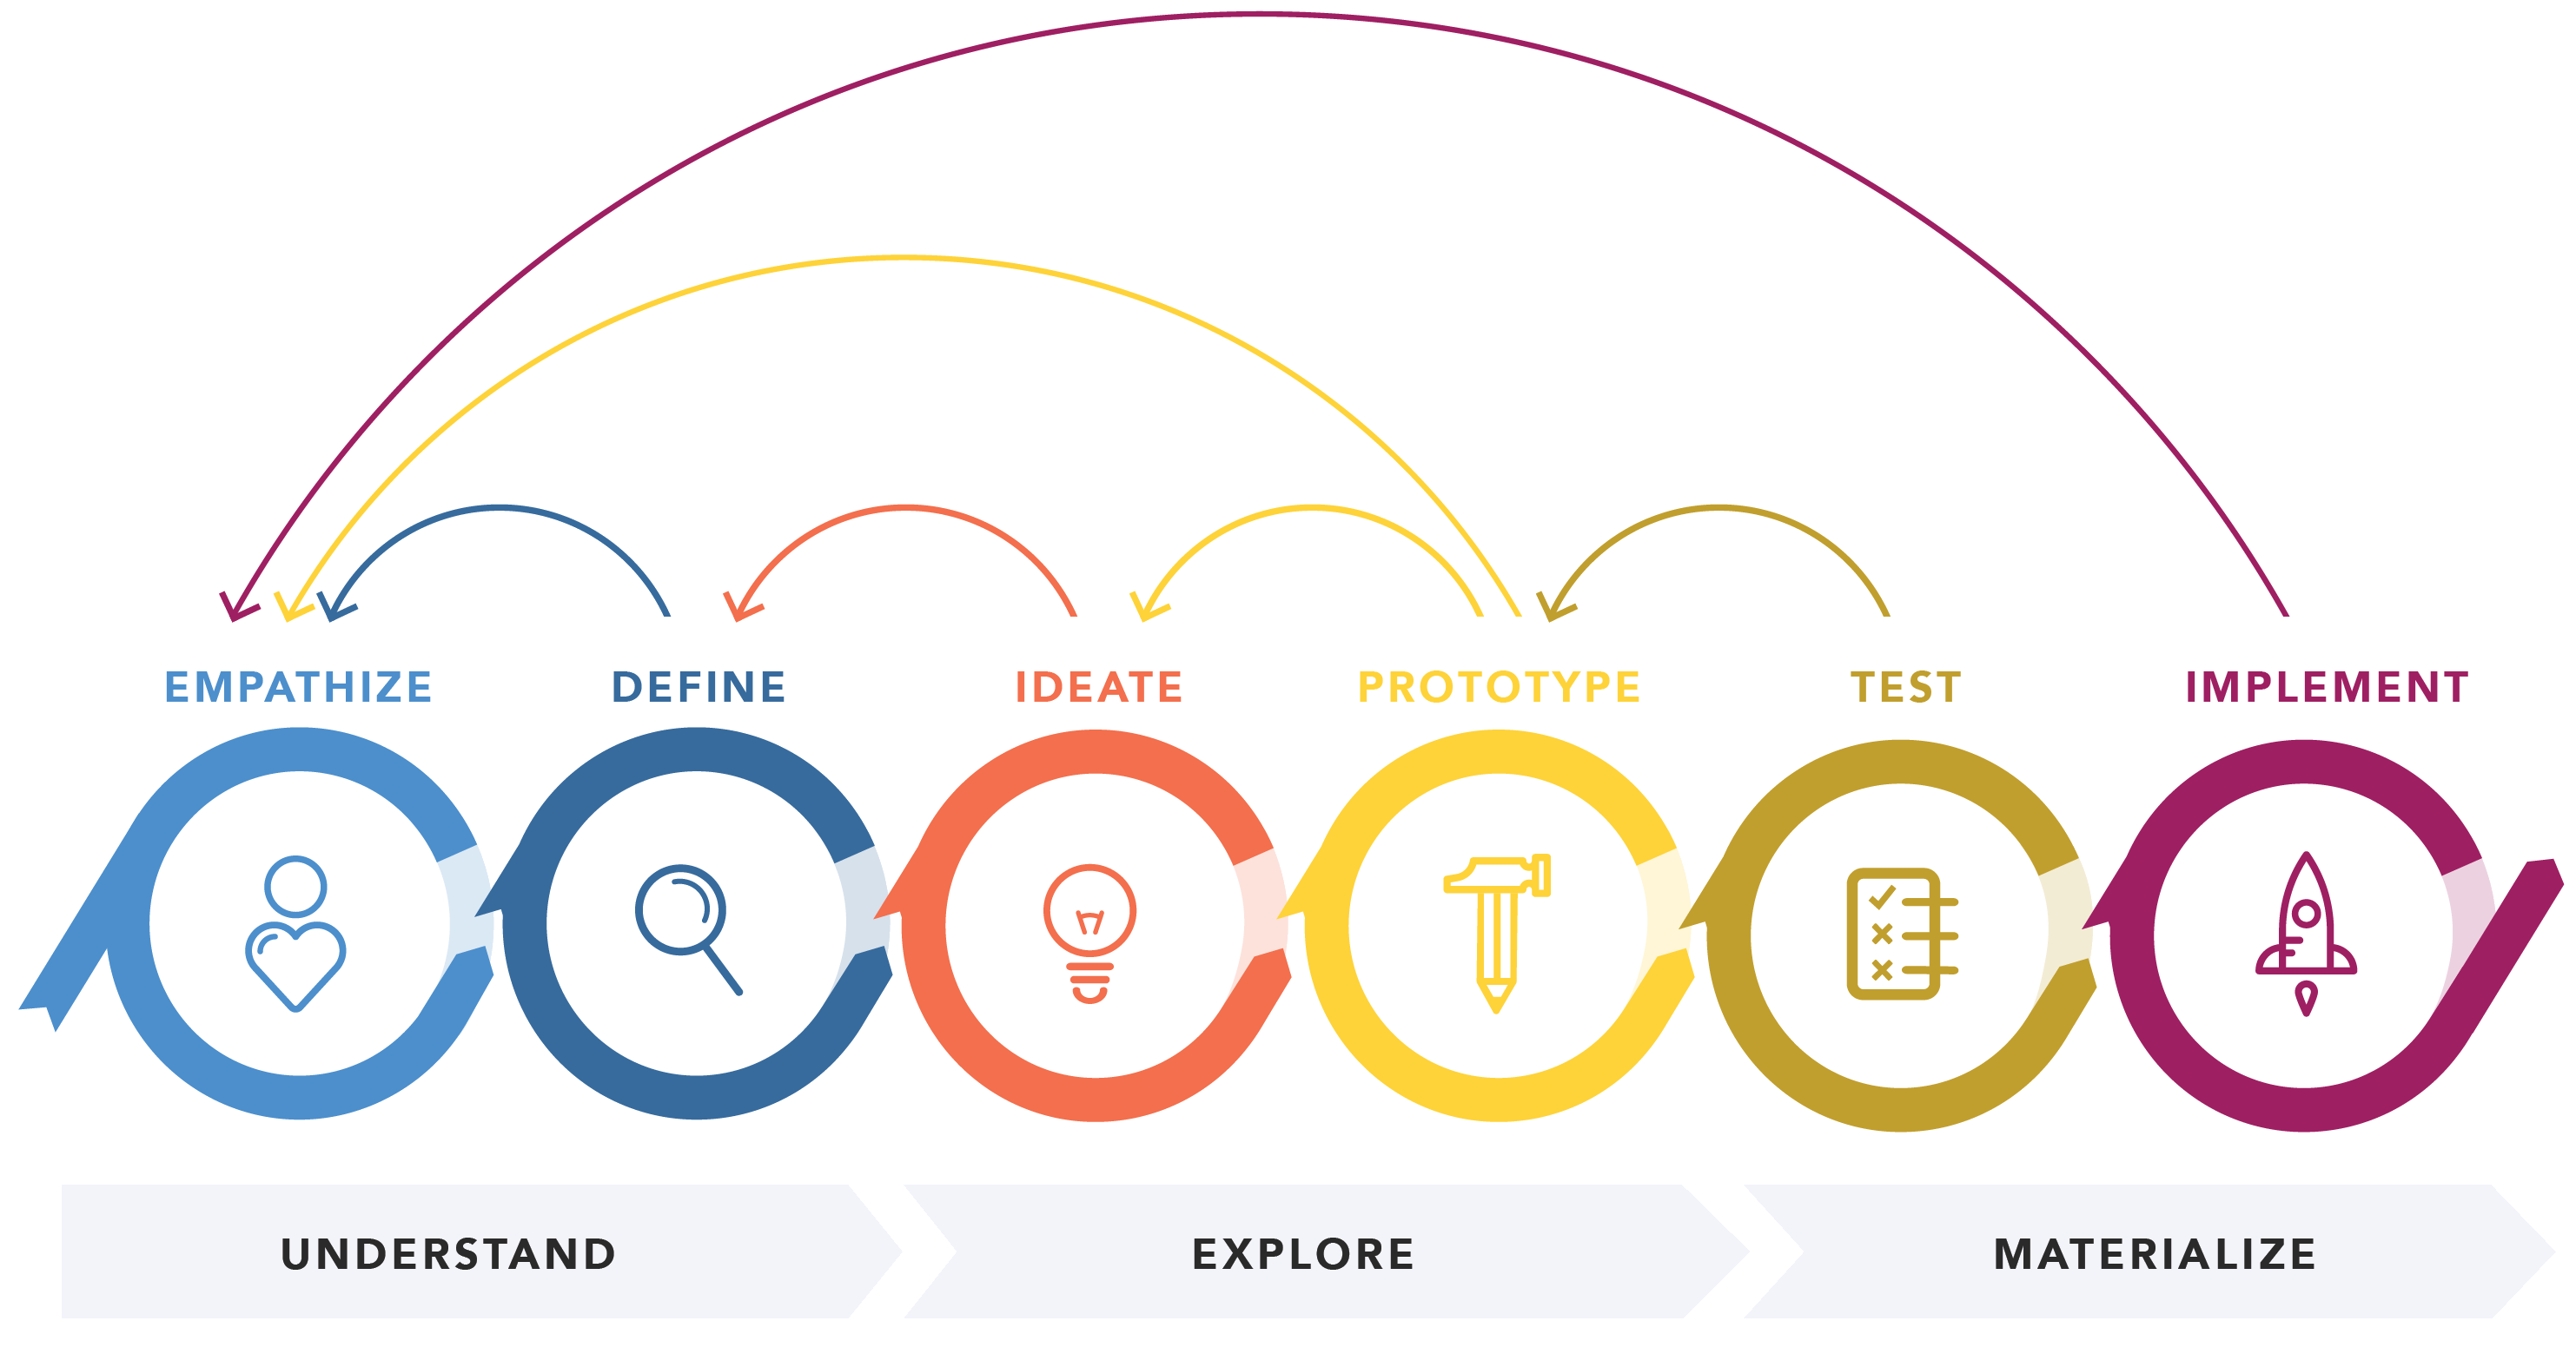 EMPATHIZE
DEFINE
IDEATE
PROTOTYPE
TEST
IMPLEMENT
UNDERSTAND
EXPLORE
MATERIALIZE